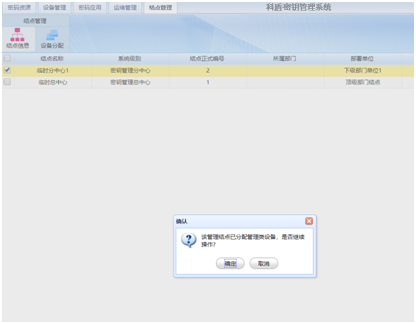 密码资源 设备管理 密码应用 运维管理 结点管理 科盾密钥管理系统
结点管理
结点信息 设备分配
结点名称 系统级别 结点正式编号 所属部门 部署单位
临时分中心1 密钥管理分中心 2 下级部门单位1
临时总中心 密钥管理总中心 1 顶级部门结点
确认
该管理结点已分配管理类设备，是否继续
操作?
确定 取消